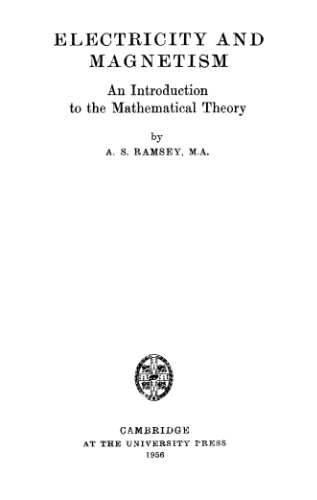 ELECTRICITY AND
MAGNETISM
An Introduction
to the Mathematical Theory
by
A. S. RAMSEY, M.A.
CAMBRIDGE
AT THE UNIVERSITY PRESS
1956